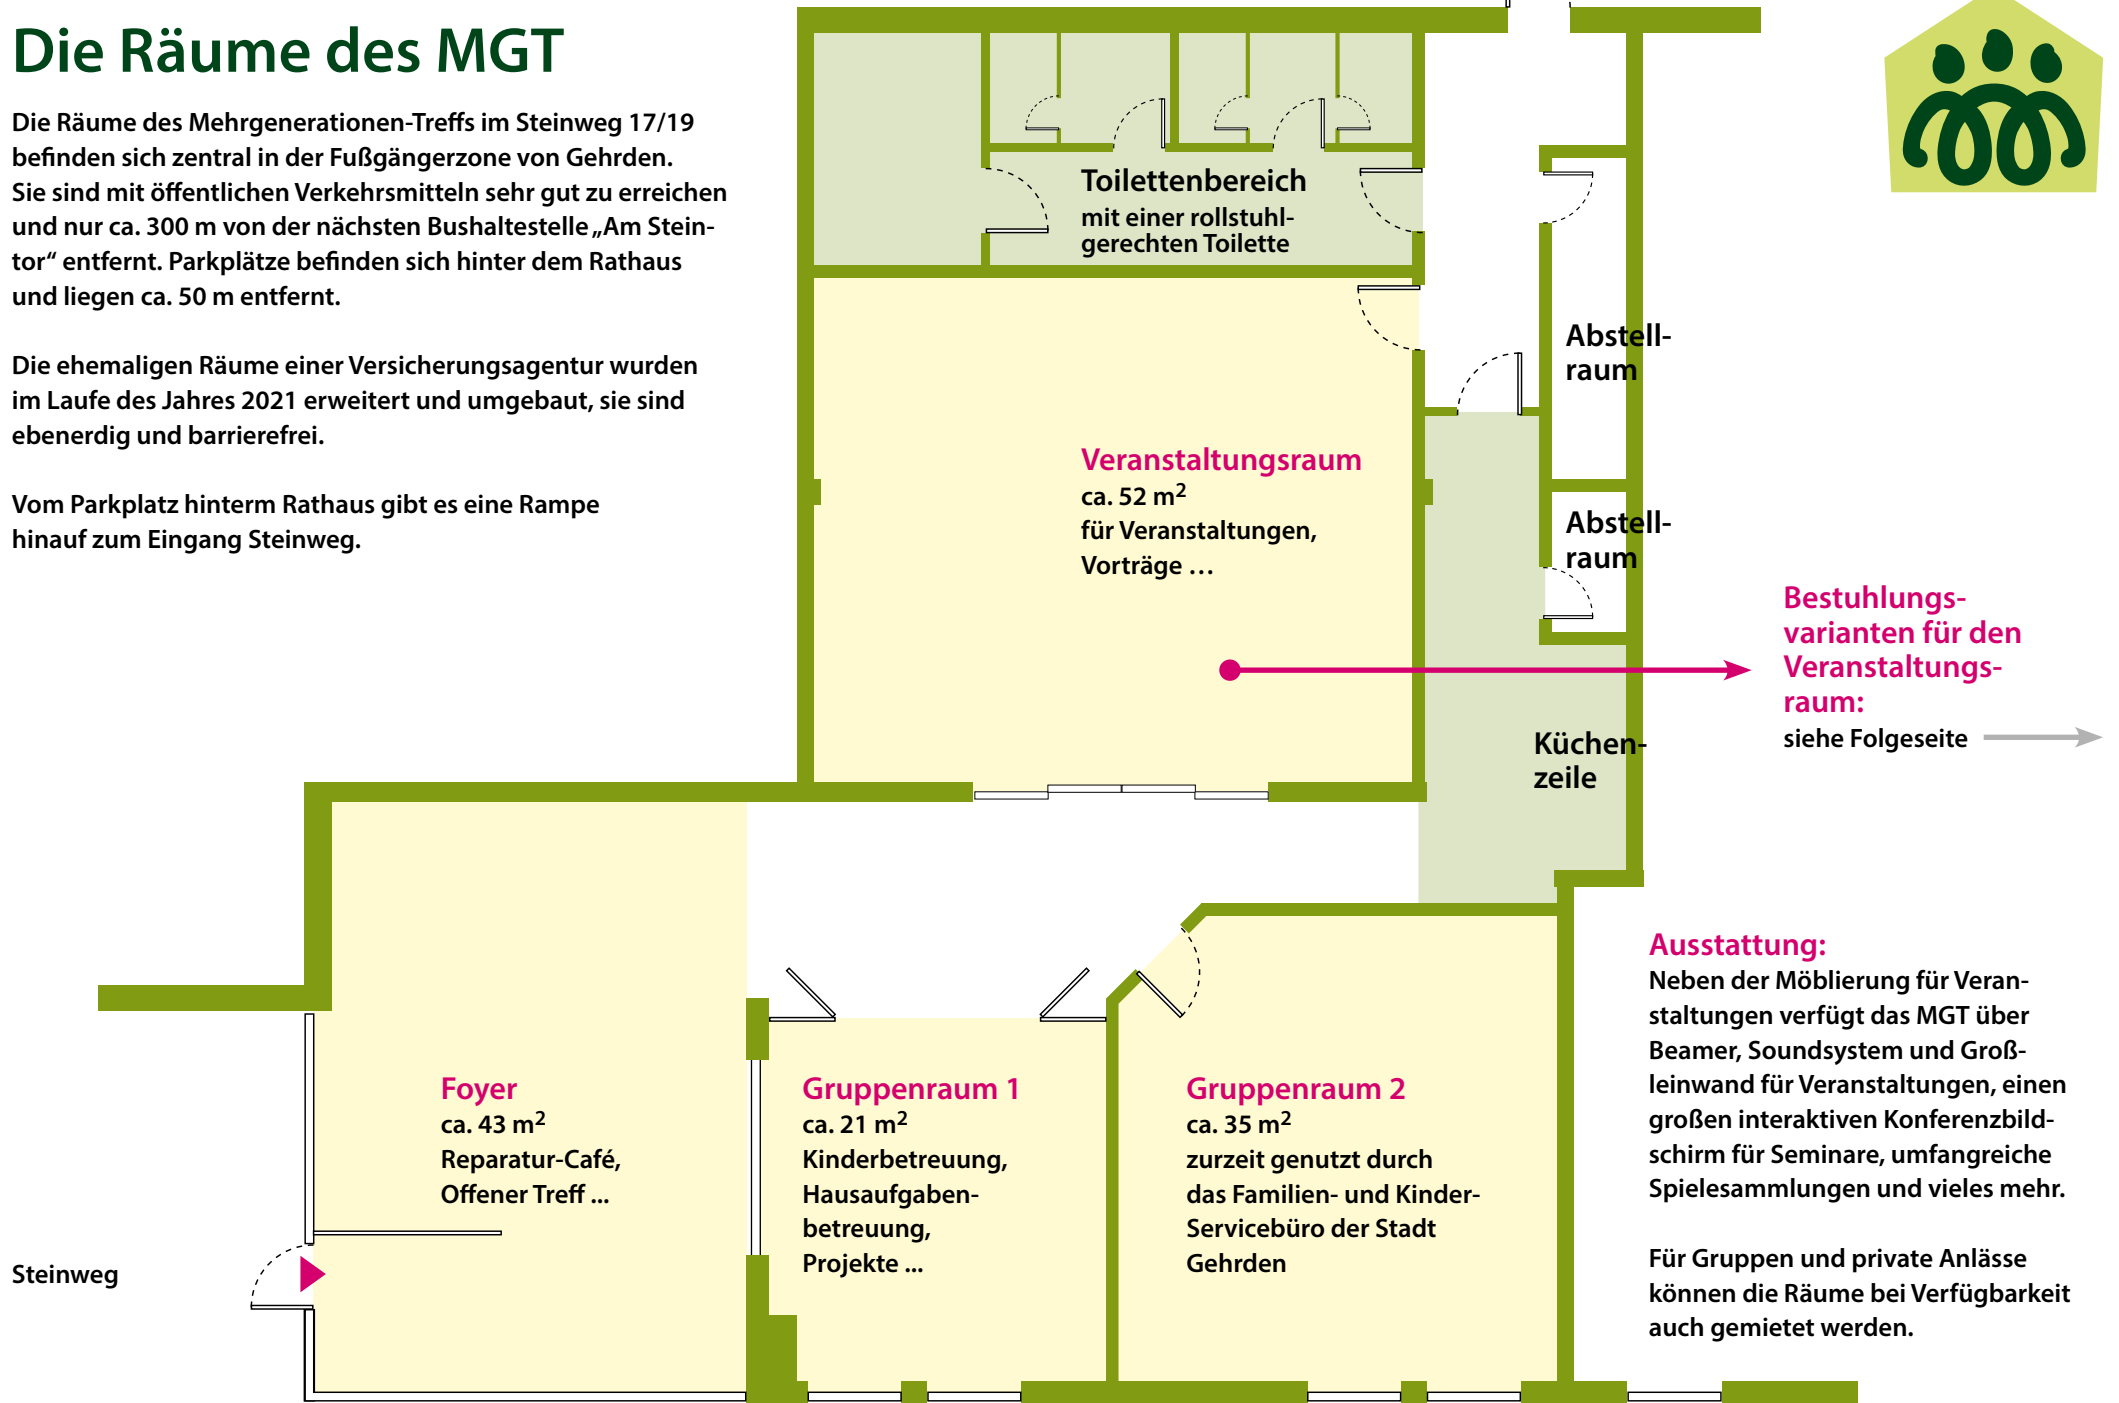 Die Räume des MGT
Die Räume des Mehrgenerationen-Treffs im Steinweg 17/19
befinden sich zentral in der Fußgängerzone von Gehrden.
Sie sind mit öffentlichen Verkehrsmitteln sehr gut zu erreichen
und nur ca. 300 m von der nächsten Bushaltestelle „Am Stein-
tor“ entfernt. Parkplätze befinden sich hinter dem Rathaus
und liegen ca. 50 m entfernt.
Die ehemaligen Räume einer Versicherungsagentur wurden
im Laufe des Jahres 2021 erweitert und umgebaut, sie sind
ebenerdig und barrierefrei.
Vom Parkplatz hinterm Rathaus gibt es eine Rampe
hinauf zum Eingang Steinweg.
Toilettenbereich
mit einer rollstuhl-
gerechten Toilette
Abstell-
raum
Veranstaltungsraum
ca. 52 m²
für Veranstaltungen,
Vorträge …
Abstell-
raum
Bestuhlungs-
varianten für den
Veranstaltungs-
raum:
siehe Folgeseite
Küchen-
zeile
Foyer
ca. 43 m²
Reparatur-Café,
Offener Treff ...
Gruppenraum 1
ca. 21 m²
Kinderbetreuung,
Hausaufgaben-
betreuung,
Projekte ...
Gruppenraum 2
ca. 35 m²
zurzeit genutzt durch
das Familien- und Kinder-
Servicebüro der Stadt
Gehrden
Ausstattung:
Neben der Möblierung für Veran-
staltungen verfügt das MGT über
Beamer, Soundsystem und Groß-
leinwand für Veranstaltungen, einen
großen interaktiven Konferenzbild-
schirm für Seminare, umfangreiche
Spielesammlungen und vieles mehr.
Für Gruppen und private Anlässe
können die Räume bei Verfügbarkeit
auch gemietet werden.
Steinweg